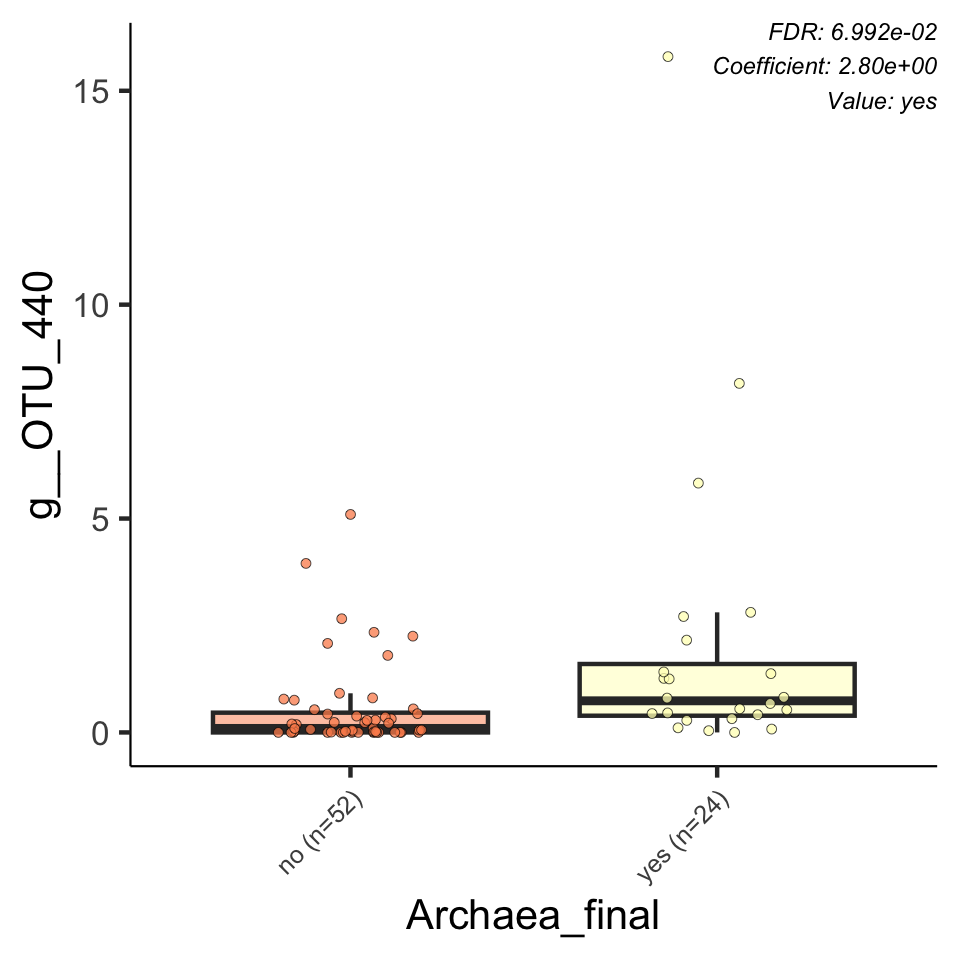 FDR: 6.992e-02
Coefficient: 2.80e+00
Value: yes
15
10
5
0
g__OTU_440
no (n=52)
yes (n=24)
Archaea_final